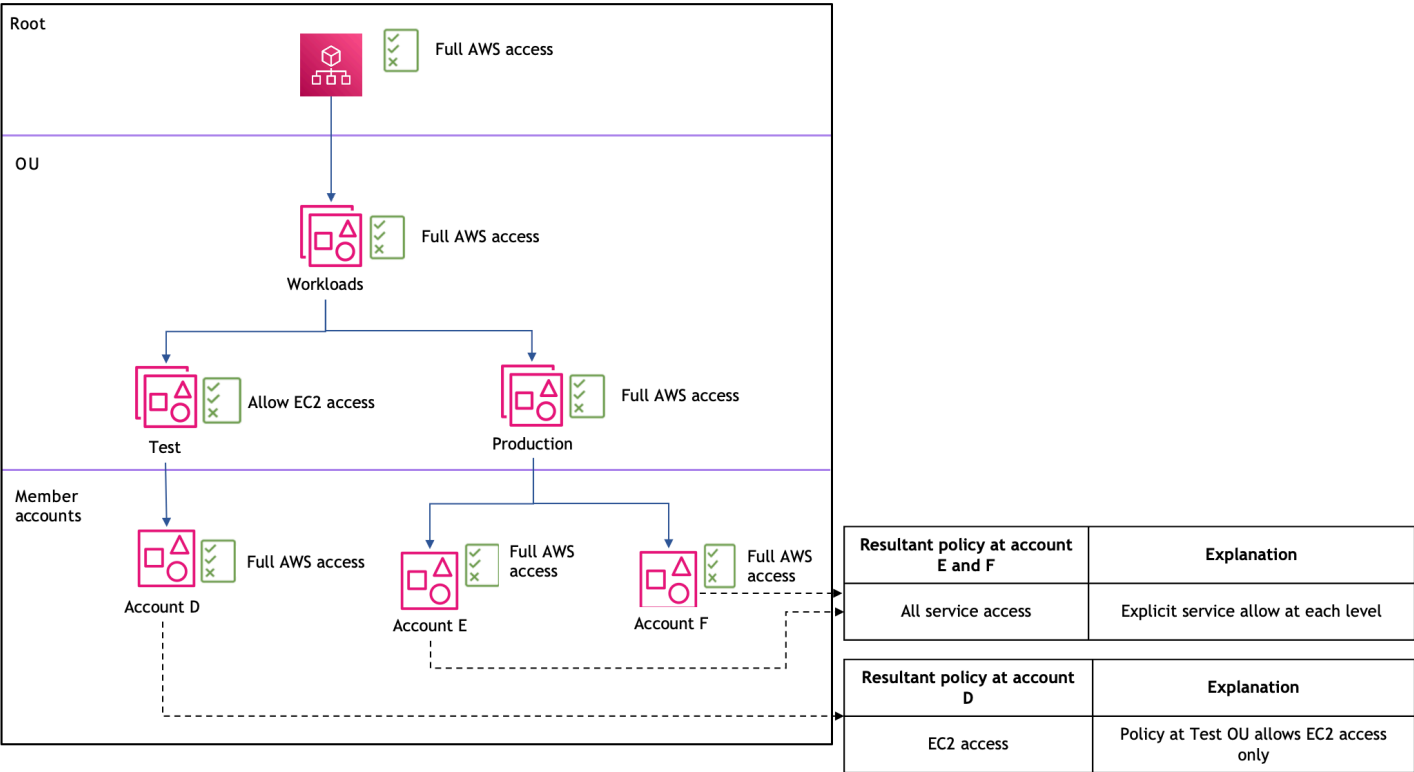 Root
Full AWS access
OU
Full AWS access
Workloads
Allow EC2 access
Full AWS access
Test
Production
Member
accounts
Full AWS access
Full AWS
access
Full AWS
access
Account D
Account E
Account F
Resultant policy at account
E and F
Explanation
All service access
Explicit service allow at each level
Resultant policy at account
D
Explanation
EC2 access
Policy at Test OU allows EC2 access
only